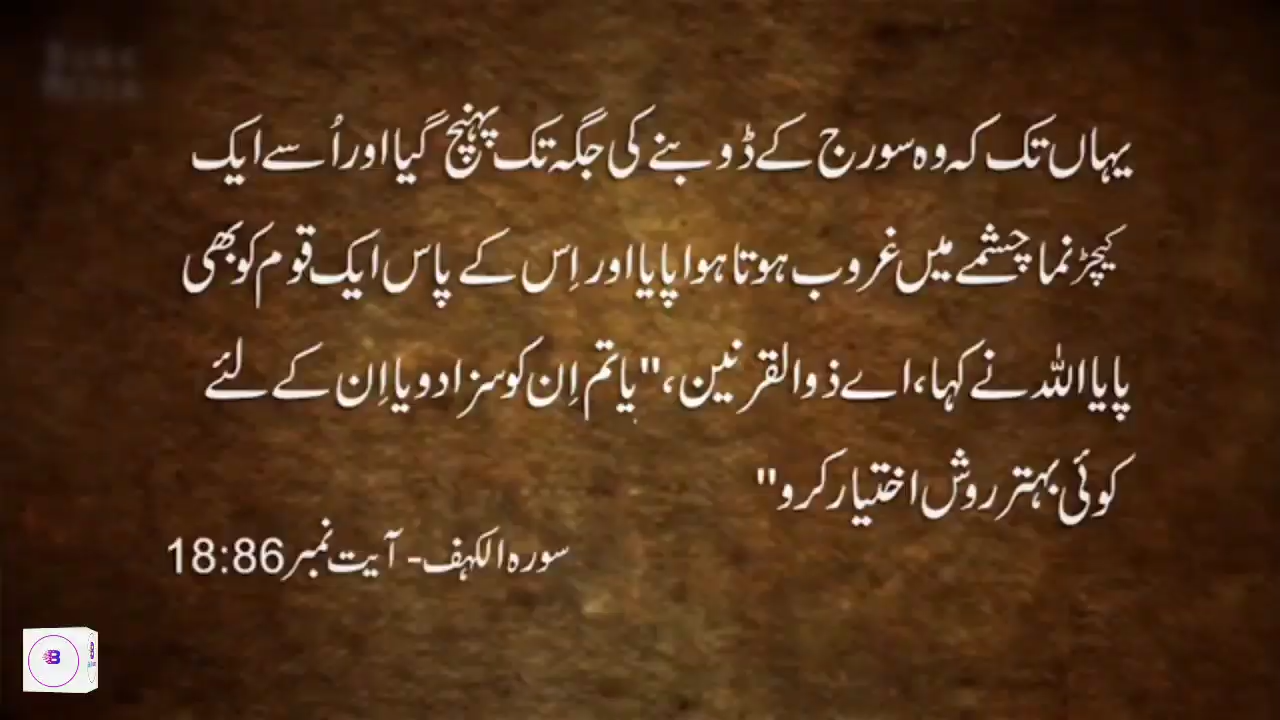 یہاں تک کہ وہ سورج کے ڈوبنے کی جگہ تک پہنچ گیا اور اُسے ایک
کیچڑ نما چشمے میں غروب ہوتا ہوا پایا اور اِس کے پاس ایک قوم کو بھی
پایا اللہ نے کہا، اے ذوالقرنین، "یا تم اِن کو سزا دو یا اِن کے لئے
کوئی بہتر روش اختیار کرو"
سورہ الکہف - آیت نمبر 18:86
B